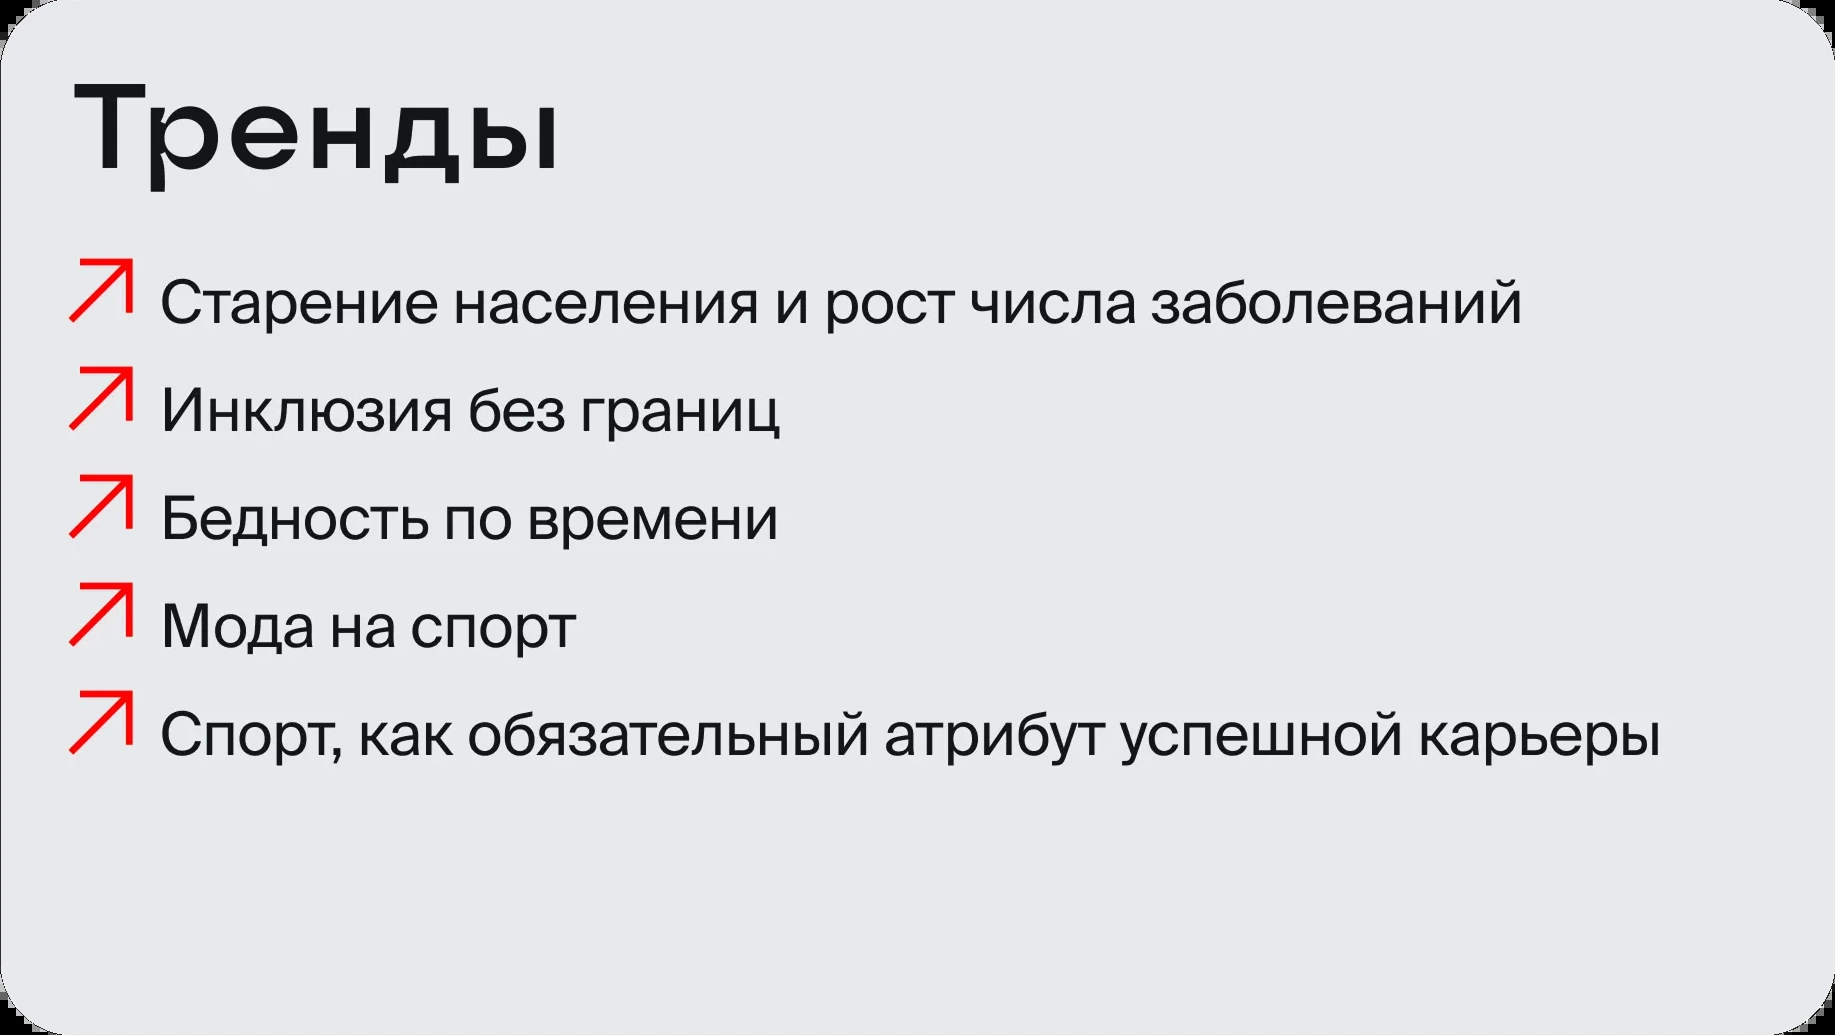 Тренды
Старение населения и рост числа заболеваний
Инклюзия без границ
Бедность по времени
Мода на спорт
Спорт, как обязательный атрибут успешной карьеры